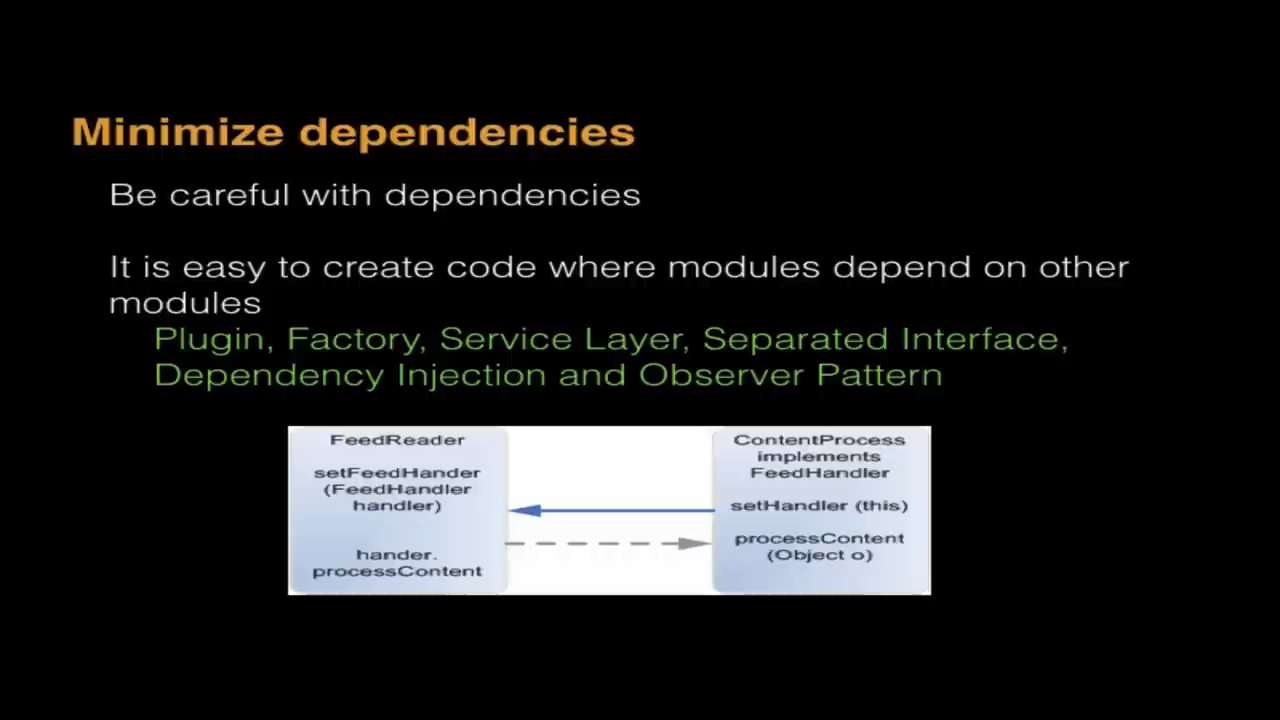 Minimize dependencies
Be careful with dependencies
It is easy to create code where modules depend on other
modules
Plugin, Factory, Service Layer, Separated Interface,
Dependency Injection and Observer Pattern
FeedReader
setFeedHander
(FeedHandler
handler)
hander.
processContent
ContentProcess
implements
FeedHandler
setHandler (this)
processContent
(Object o)